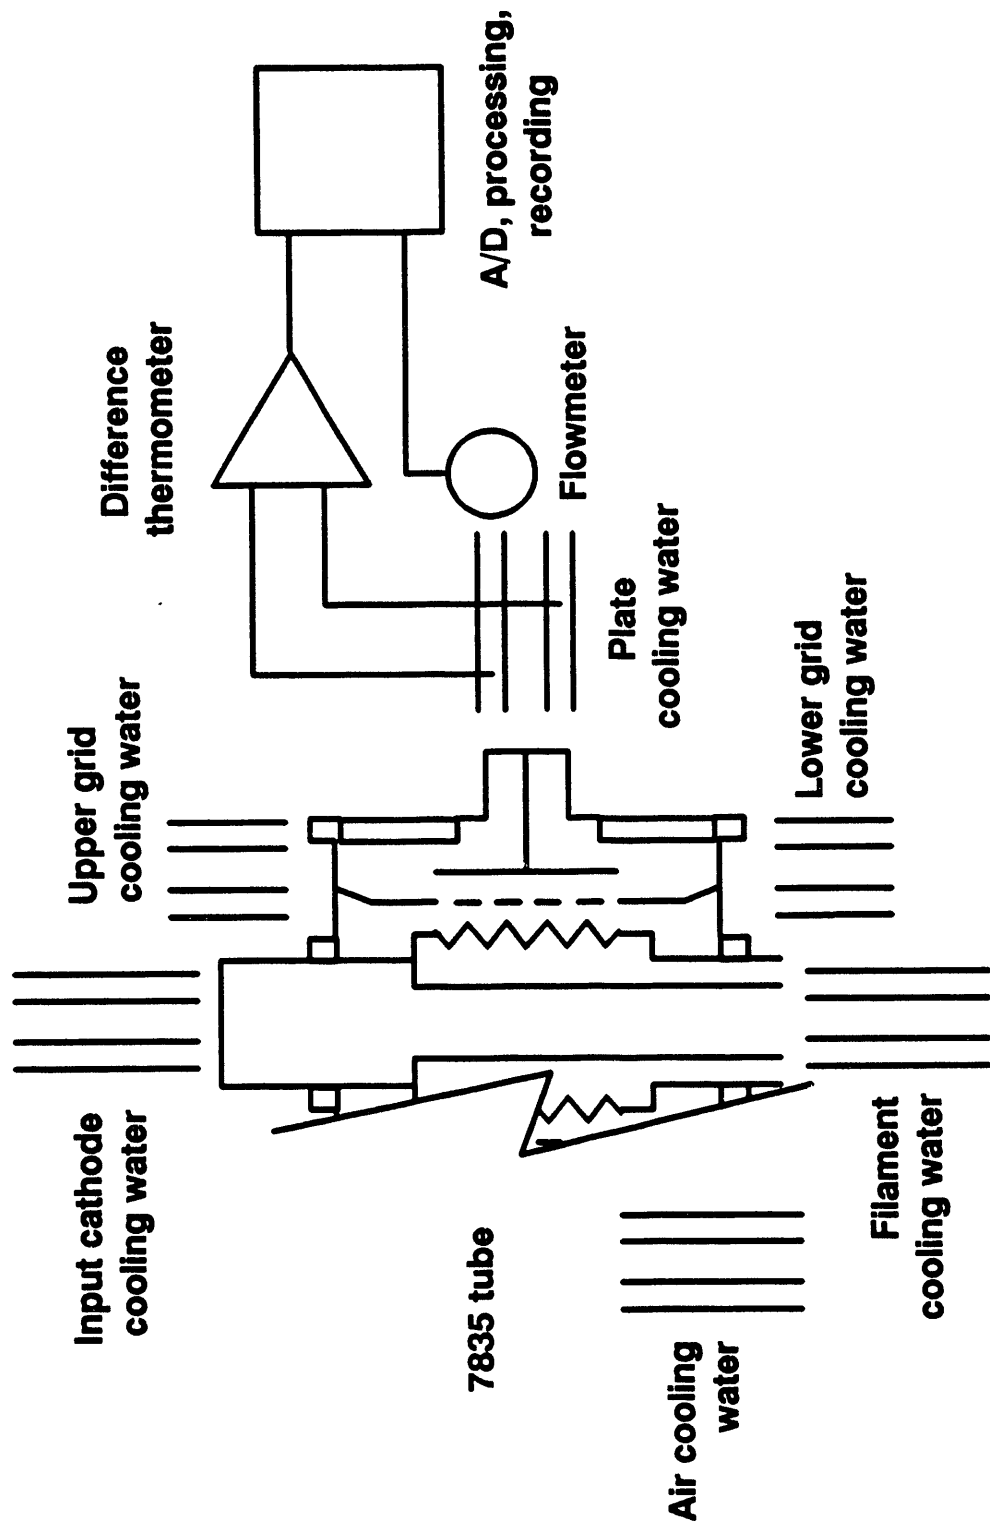 Input cathode
cooling water
Upper grid
cooling water
Difference
thermometer
A/D, processing,
recording
Flowmeter
Plate
cooling water
7835 tube
Lower grid
cooling water
Air cooling
water
Filament
cooling water